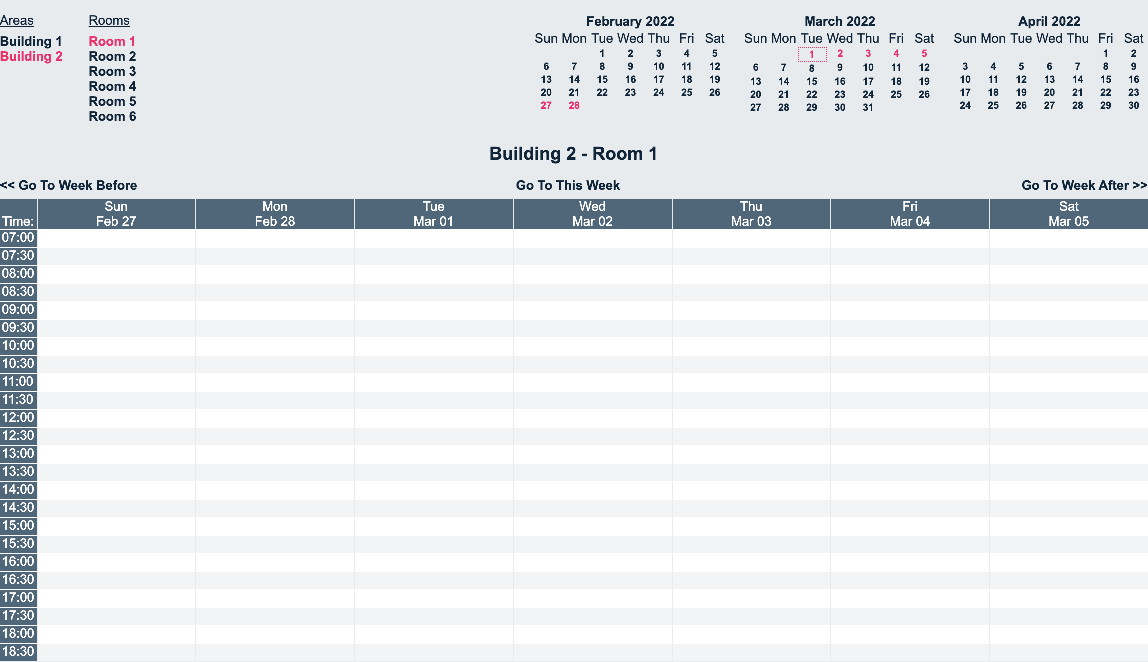 Areas
Building 1
Building 2
Rooms
Room 1
Room 2
Room 3
Room 4
Room 5
Room 6
February 2022
Sun Mon Tue Wed Thu Fri Sat
1 2 3 4 5
6 7 8 9 10 11 12
13 14 15 16 17 18 19
20 21 22 23 24 25 26
27 28
March 2022
Sun Mon Tue Wed Thu Fri Sat
1 2 3 4 5
6 7 8 9 10 11 12
13 14 15 16 17 18 19
20 21 22 23 24 25 26
27 28 29 30 31
April 2022
Sun Mon Tue Wed Thu Fri Sat
1 2
3 4 5 6 7 8 9
10 11 12 13 14 15 16
17 18 19 20 21 22 23
24 25 26 27 28 29 30
Building 2 - Room 1
<< Go To Week Before Go To This Week Go To Week After >>
Sun Mon Tue Wed Thu Fri Sat
Time: Feb 27 Feb 28 Mar 01 Mar 02 Mar 03 Mar 04 Mar 05
07:00
07:30
08:00
08:30
09:00
09:30
10:00
10:30
11:00
11:30
12:00
12:30
13:00
13:30
14:00
14:30
15:00
15:30
16:00
16:30
17:00
17:30
18:00
18:30